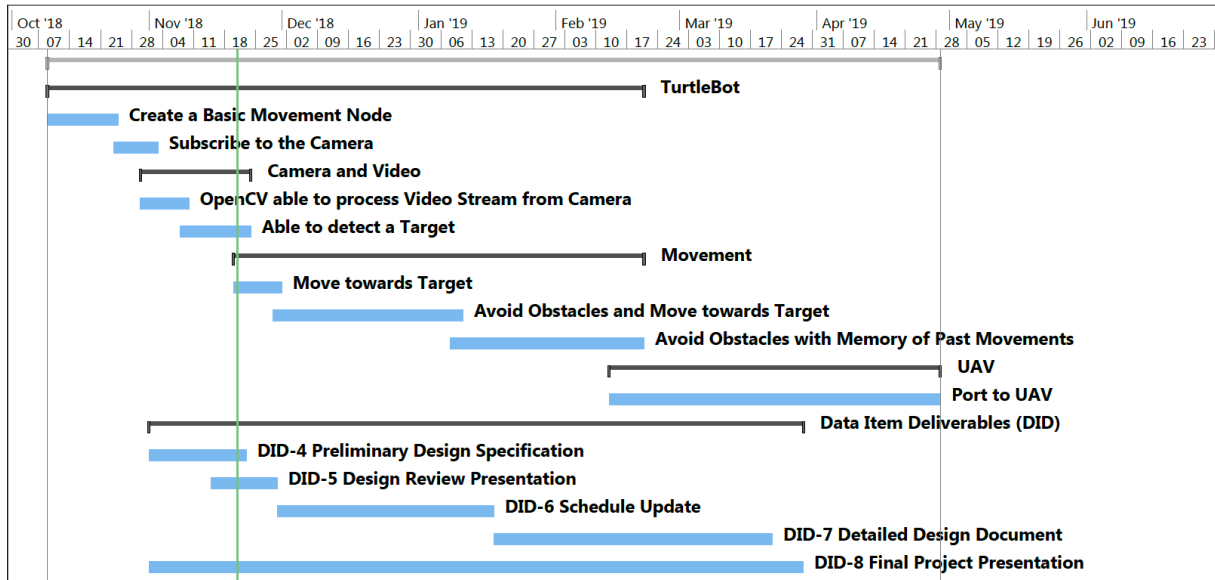 Oct '18 Nov '18 Dec '18 Jan '19 Feb '19 Mar '19 Apr '19 May '19 Jun '19
30 07 14 21 28 04 11 18 25 02 09 16 23 30 06 13 20 27 03 10 17 24 03 10 17 24 31 07 14 21 28 05 12 19 26 02 09 16 23
TurtleBot
Create a Basic Movement Node
Subscribe to the Camera
Camera and Video
OpenCV able to process Video Stream from Camera
Able to detect a Target
Movement
Move towards Target
Avoid Obstacles and Move towards Target
Avoid Obstacles with Memory of Past Movements
UAV
Port to UAV
Data Item Deliverables (DID)
DID-4 Preliminary Design Specification
DID-5 Design Review Presentation
DID-6 Schedule Update
DID-7 Detailed Design Document
DID-8 Final Project Presentation